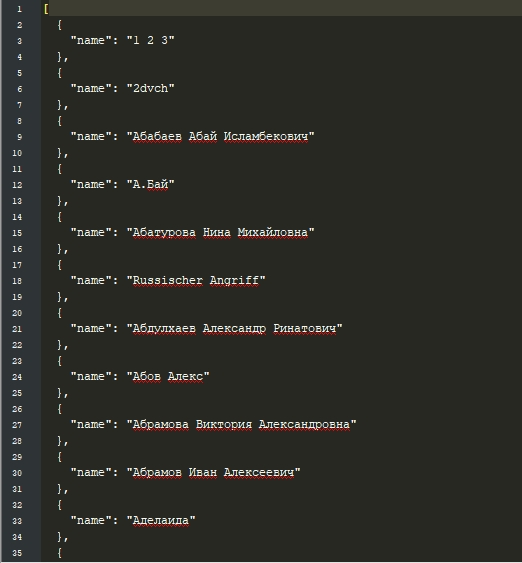 1 [
2 {
3 "name": "1 2 3"
4 },
5 {
6 "name": "2dvch"
7 },
8 {
9 "name": "Абабаев Абай Исламбекович"
10 },
11 {
12 "name": "А.Бай"
13 },
14 {
15 "name": "Абатурова Нина Михайловна"
16 },
17 {
18 "name": "Russischer Angriff"
19 },
20 {
21 "name": "Абдулхаев Александр Ринатович"
22 },
23 {
24 "name": "Абов Алекс"
25 },
26 {
27 "name": "Абрамова Виктория Александровна"
28 },
29 {
30 "name": "Абрамов Иван Алексеевич"
31 },
32 {
33 "name": "Аделаида"
34 },
35 {